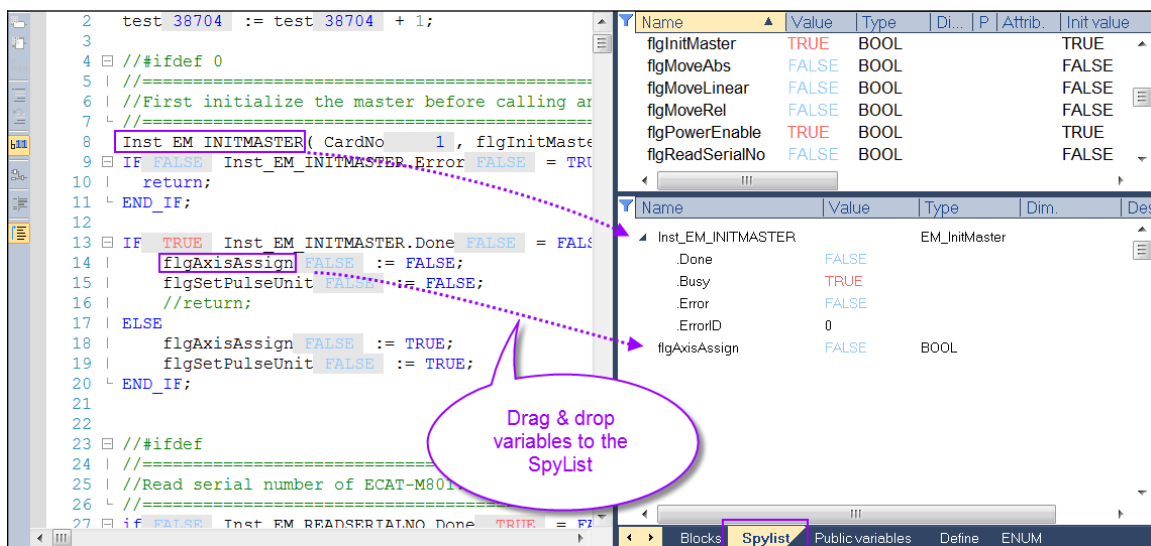 2 test 38704 := test 38704 + 1;
3
4 //#ifdef 0
5 //==================================================
6 //First initialize the master before calling
7 //==================================================
8 Inst_EM_INITMASTER( CardNo 1 , flgInitMaste
9 IF FALSE Inst_EM_INITMASTER.Error FALSE = TRU
10 return;
11 END_IF;
12
13 IF TRUE Inst_EM_INITMASTER.Done FALSE = FALS
14 flgAxisAssign FALSE := FALSE;
15 flgSetPulseUnit FALSE := FALSE;
16 //return;
17 ELSE
18 flgAxisAssign FALSE := TRUE;
19 flgSetPulseUnit FALSE := TRUE;
20 END_IF;
21
22
23 //#ifdef
24 //==================================================
25 //Read serial number of ECAT-M801
26 //==================================================
27 if FALSE Inst_EM_READSERIALNO.Done TRUE = FA
Drag & drop
variables to the
SpyList
Name Value Type Di... P Attrib. Init value
flgInitMaster TRUE BOOL TRUE
flgMoveAbs FALSE BOOL FALSE
flgMoveLinear FALSE BOOL FALSE
flgMoveRel FALSE BOOL FALSE
flgPowerEnable TRUE BOOL TRUE
flgReadSerialNo FALSE BOOL FALSE
Name Value Type Dim. Des
Inst_EM_INITMASTER EM_InitMaster
.Done FALSE
.Busy TRUE
.Error FALSE
.ErrorID 0
flgAxisAssign FALSE BOOL
Blocks Spylist Public variables Define ENUM